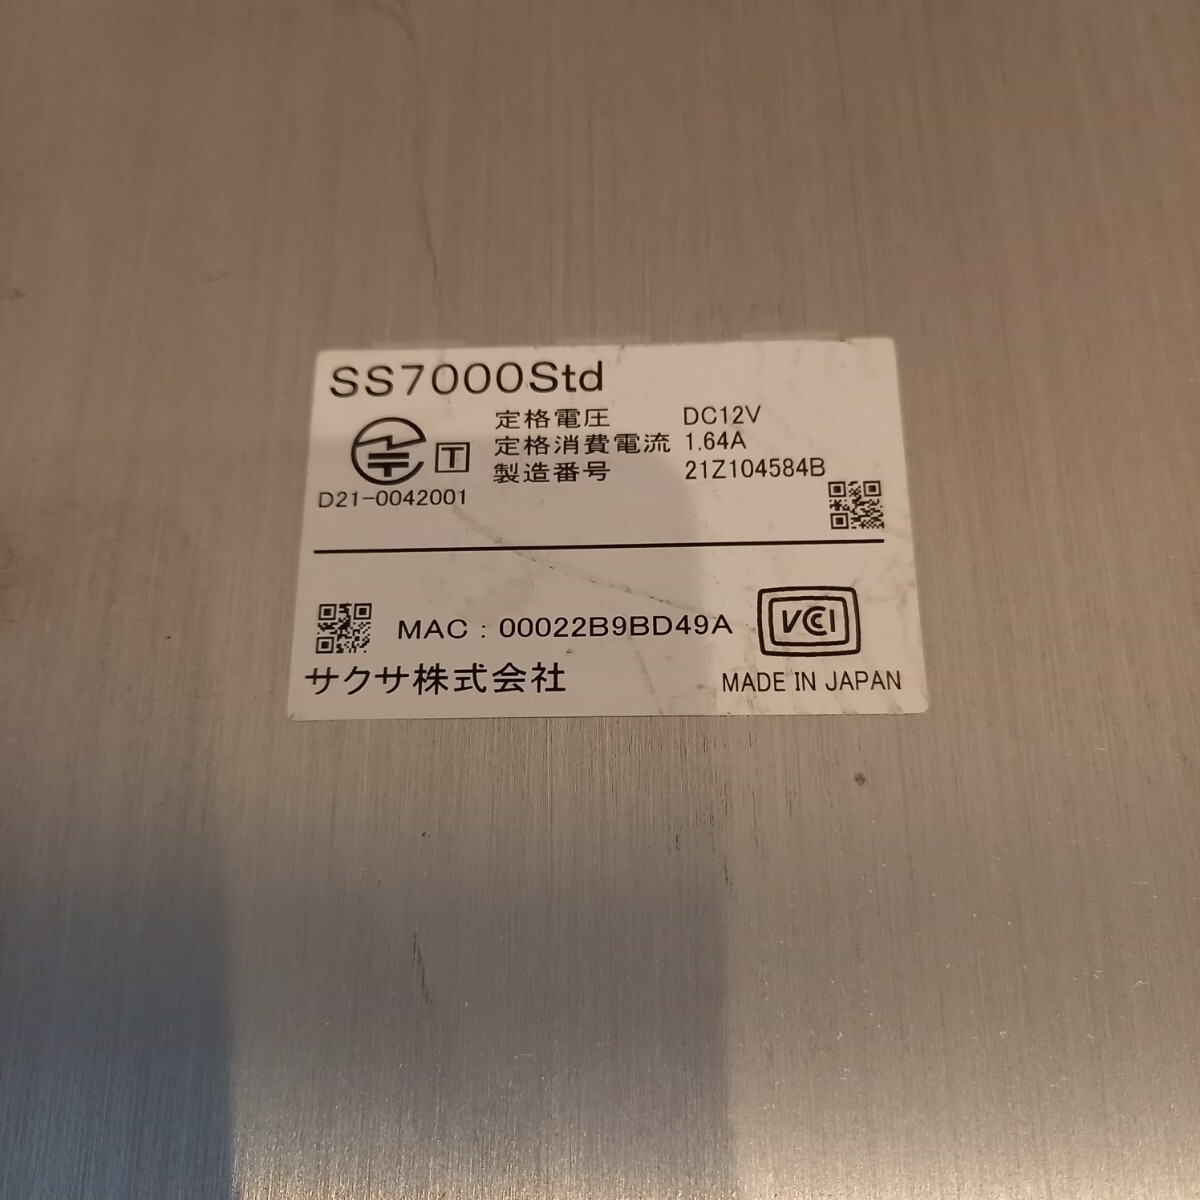 SS7000Std
定格電圧 DC12V
定格消費電流 1.64A
製造番号 21Z104584B
T
D21-0042001
MAC : 00022B9BD49A
VCCI
サクサ株式会社
MADE IN JAPAN